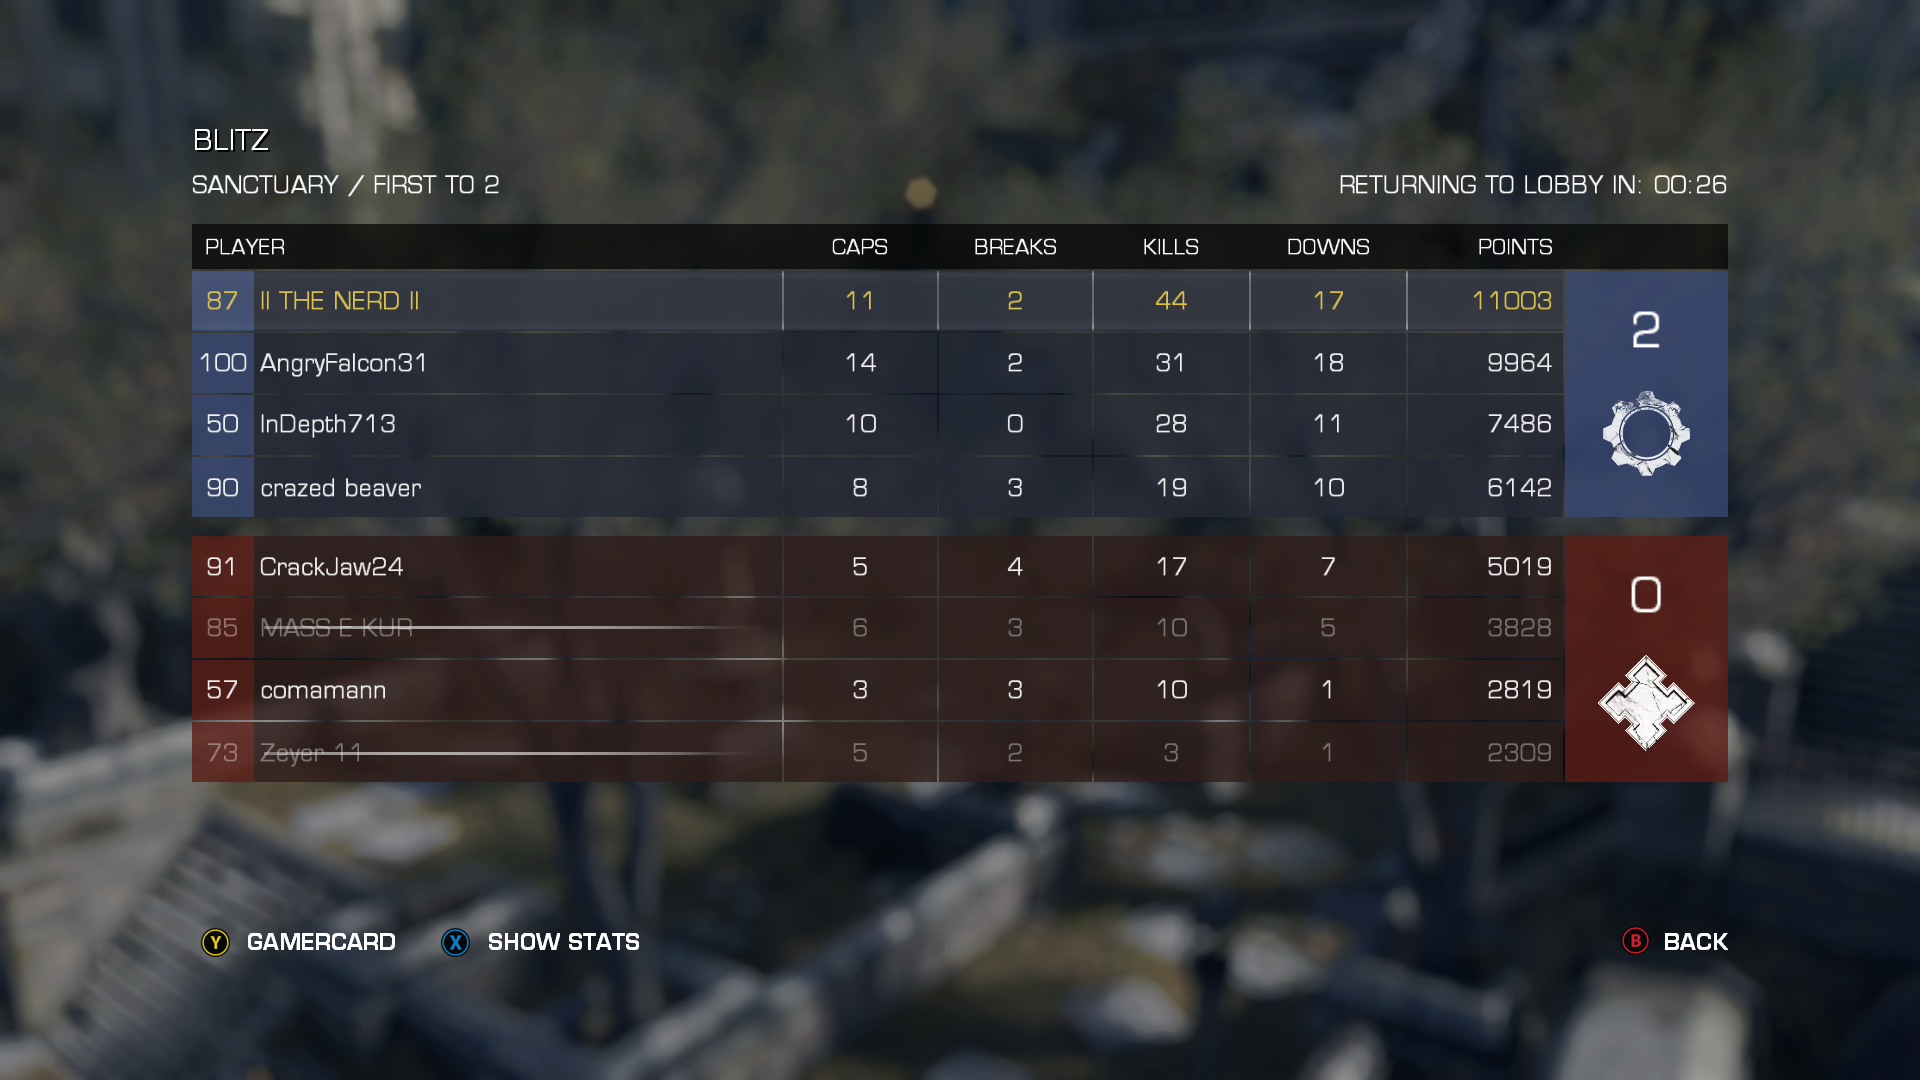 BLITZ
SANCTUARY / FIRST TO 2
RETURNING TO LOBBY IN: 00:26
PLAYER CAPS BREAKS KILLS DOWNS POINTS
87 II THE NERD II 11 2 44 17 11003
100 AngryFalcon31 14 2 31 18 9964
50 InDepth713 10 0 28 11 7486
90 crazed beaver 8 3 19 10 6142
2
91 CrackJaw24 5 4 17 7 5019
85 MASS E KUR 6 3 10 5 3828
57 comamann 3 3 10 1 2819
73 Zeyer 11 5 2 3 1 2309
0
Y GAMERCARD X SHOW STATS B BACK